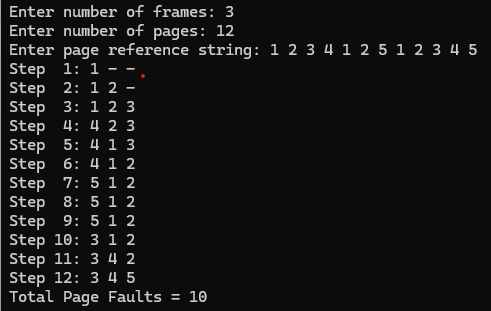 Enter number of frames: 3
Enter number of pages: 12
Enter page reference string: 1 2 3 4 1 2 5 1 2 3 4 5
Step  1: 1 - -
Step  2: 1 2 -
Step  3: 1 2 3
Step  4: 4 2 3
Step  5: 4 1 3
Step  6: 4 1 2
Step  7: 5 1 2
Step  8: 5 1 2
Step  9: 5 1 2
Step 10: 3 1 2
Step 11: 3 4 2
Step 12: 3 4 5
Total Page Faults = 10